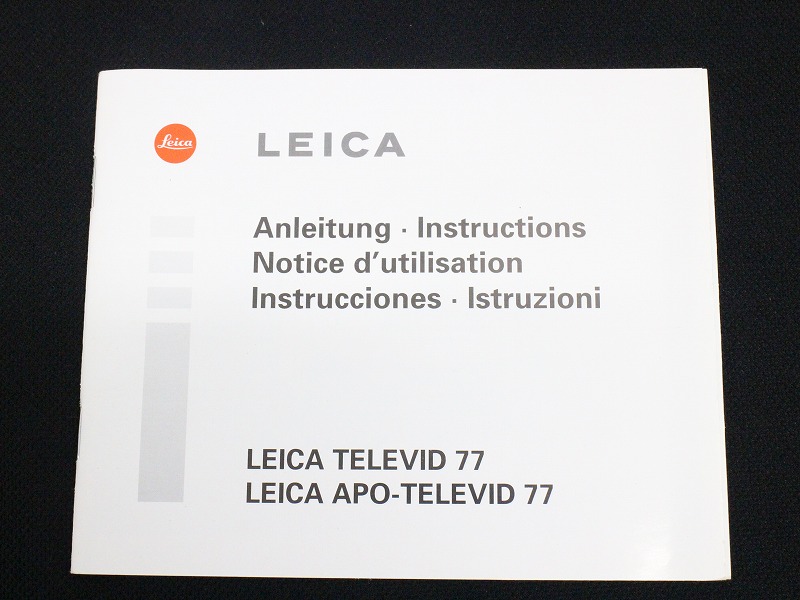 Leica
LEICA
Anleitung · Instructions
Notice d'utilisation
Instrucciones · Istruzioni
LEICA TELEVID 77
LEICA APO-TELEVID 77